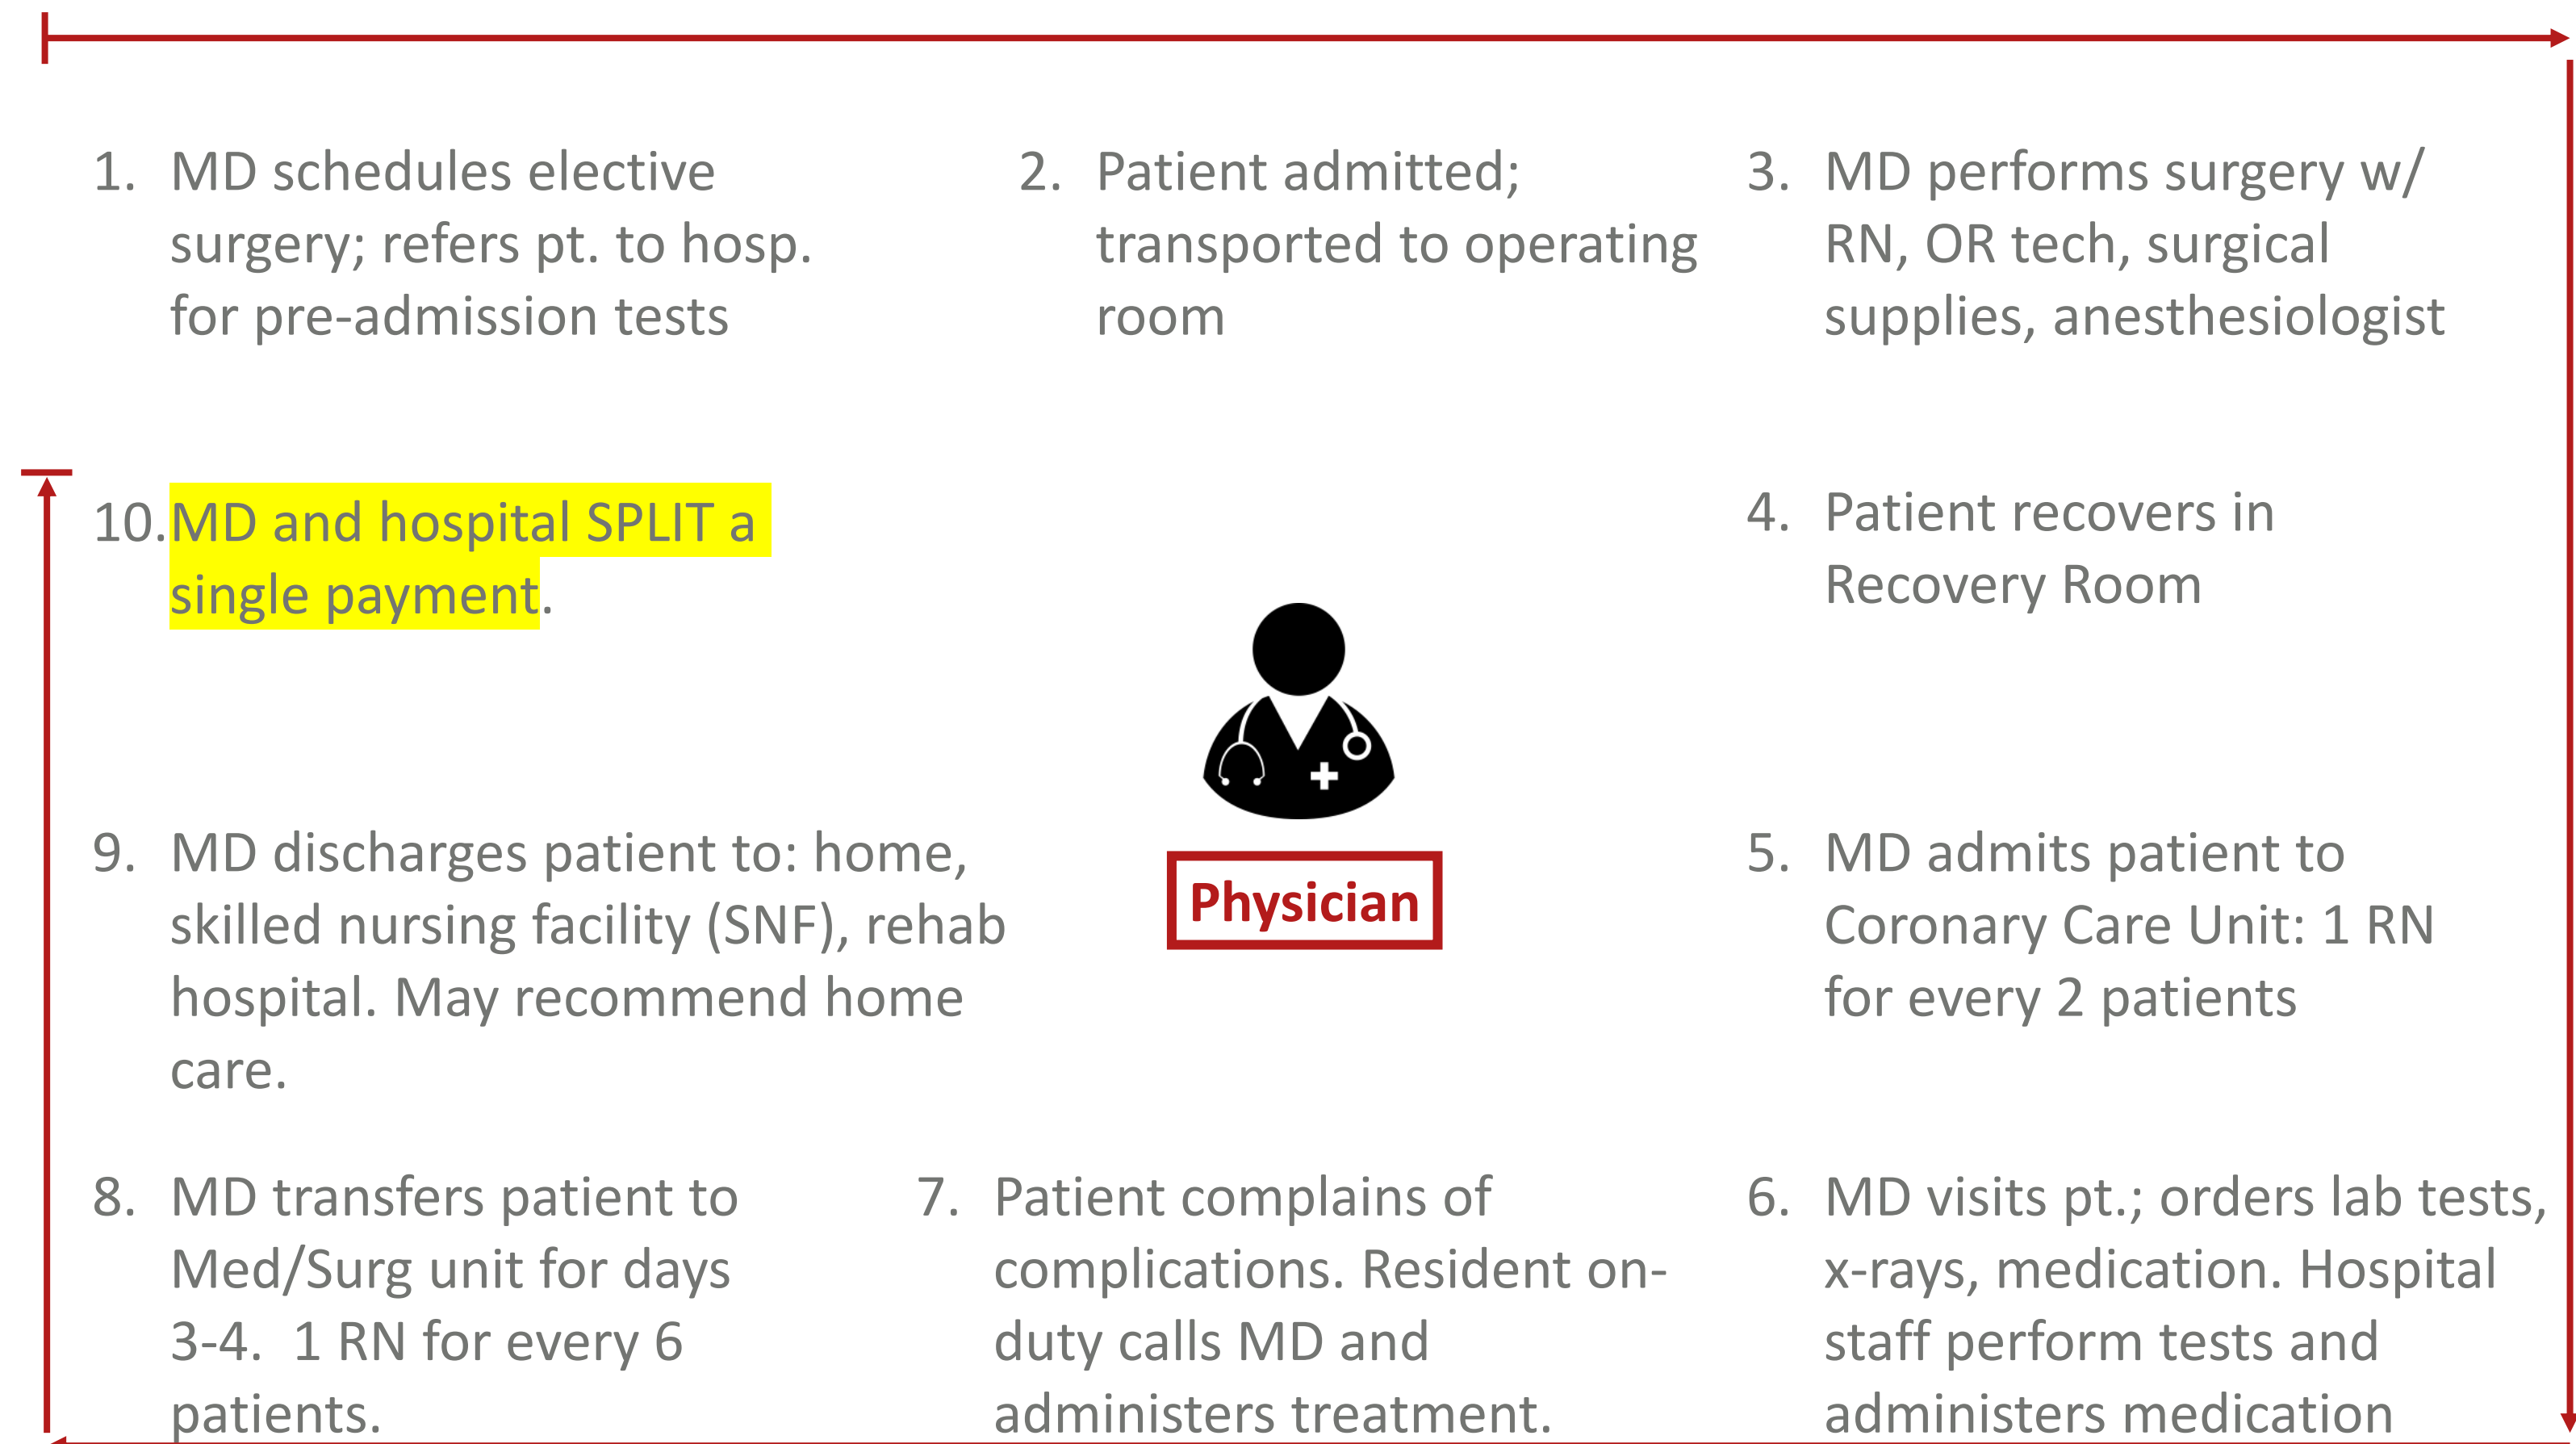 1. MD schedules elective
surgery; refers pt. to hosp.
for pre-admission tests
2. Patient admitted;
transported to operating
room
3. MD performs surgery w/
RN, OR tech, surgical
supplies, anesthesiologist
4. Patient recovers in
Recovery Room
5. MD admits patient to
Coronary Care Unit: 1 RN
for every 2 patients
6. MD visits pt.; orders lab tests,
x-rays, medication. Hospital
staff perform tests and
administers medication
7. Patient complains of
complications. Resident on-
duty calls MD and
administers treatment.
8. MD transfers patient to
Med/Surg unit for days
3-4.  1 RN for every 6
patients.
9. MD discharges patient to: home,
skilled nursing facility (SNF), rehab
hospital. May recommend home
care.
10. MD and hospital SPLIT a
single payment.
Physician